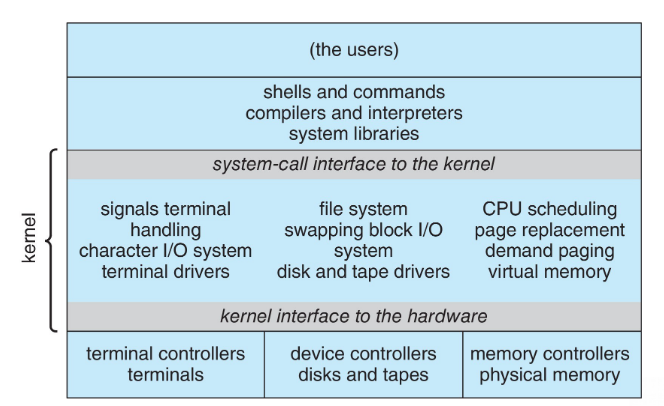 (the users)
shells and commands
compilers and interpreters
system libraries
system-call interface to the kernel
kernel
signals terminal
handling
character I/O system
terminal drivers
file system
swapping block I/O
system
disk and tape drivers
CPU scheduling
page replacement
demand paging
virtual memory
kernel interface to the hardware
terminal controllers
terminals
device controllers
disks and tapes
memory controllers
physical memory